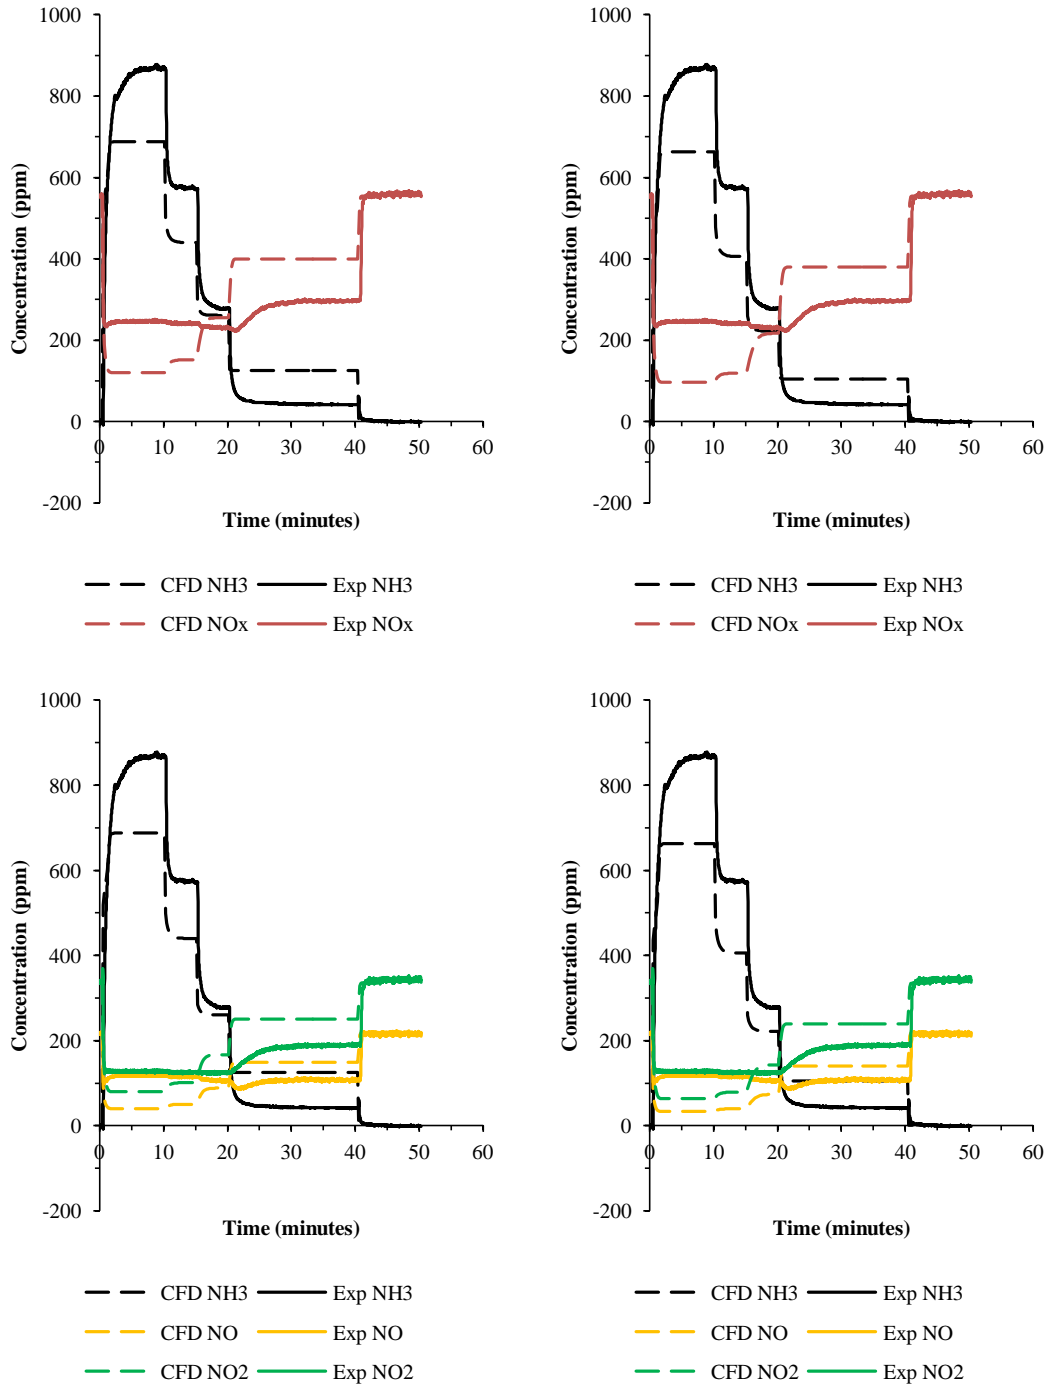 1000
800
600
400
200
0
-200
0 10 20 30 40 50 60
Concentration (ppm)
Time (minutes)
CFD NH3 Exp NH3
CFD NOx Exp NOx
1000
800
600
400
200
0
-200
0 10 20 30 40 50 60
Concentration (ppm)
Time (minutes)
CFD NH3 Exp NH3
CFD NOx Exp NOx
1000
800
600
400
200
0
-200
0 10 20 30 40 50 60
Concentration (ppm)
Time (minutes)
CFD NH3 Exp NH3
CFD NO Exp NO
CFD NO2 Exp NO2
1000
800
600
400
200
0
-200
0 10 20 30 40 50 60
Concentration (ppm)
Time (minutes)
CFD NH3 Exp NH3
CFD NO Exp NO
CFD NO2 Exp NO2